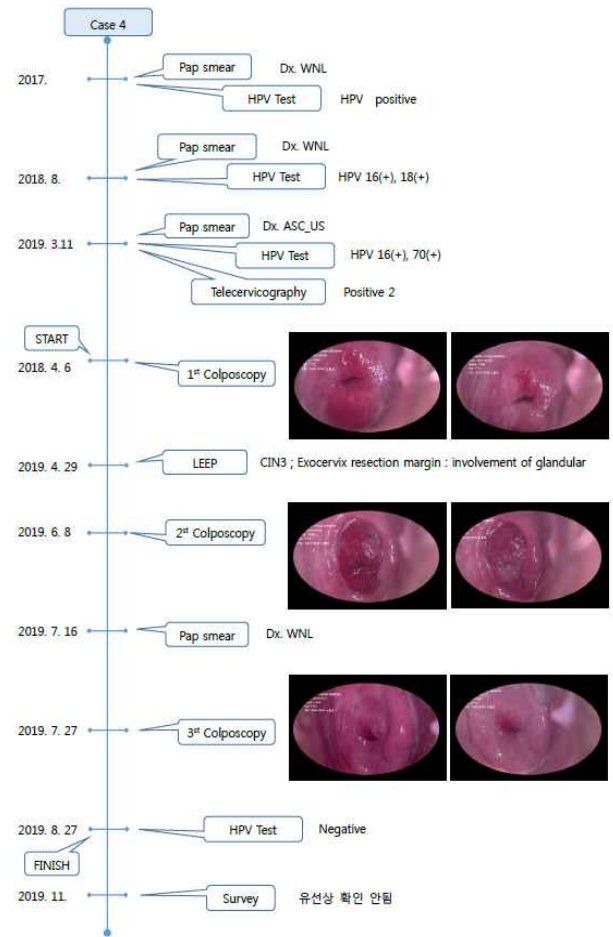 Case 4
2017.
Pap smear
Dx. WNL
HPV Test
HPV positive
2018. 8.
Pap smear
Dx. WNL
HPV Test
HPV 16(+), 18(+)
2019. 3.11
Pap smear
Dx. ASC_US
HPV Test
HPV 16(+), 70(+)
Telecervicography
Positive 2
START
2018. 4. 6
1st Colposcopy
2019. 4. 29
LEEP
CIN3 ; Exocervix resection margin : involvement of glandular
2019. 6. 8
2nd Colposcopy
2019. 7. 16
Pap smear
Dx. WNL
2019. 7. 27
3rd Colposcopy
2019. 8. 27
HPV Test
Negative
FINISH
2019. 11.
Survey
유선상 확인 안됨